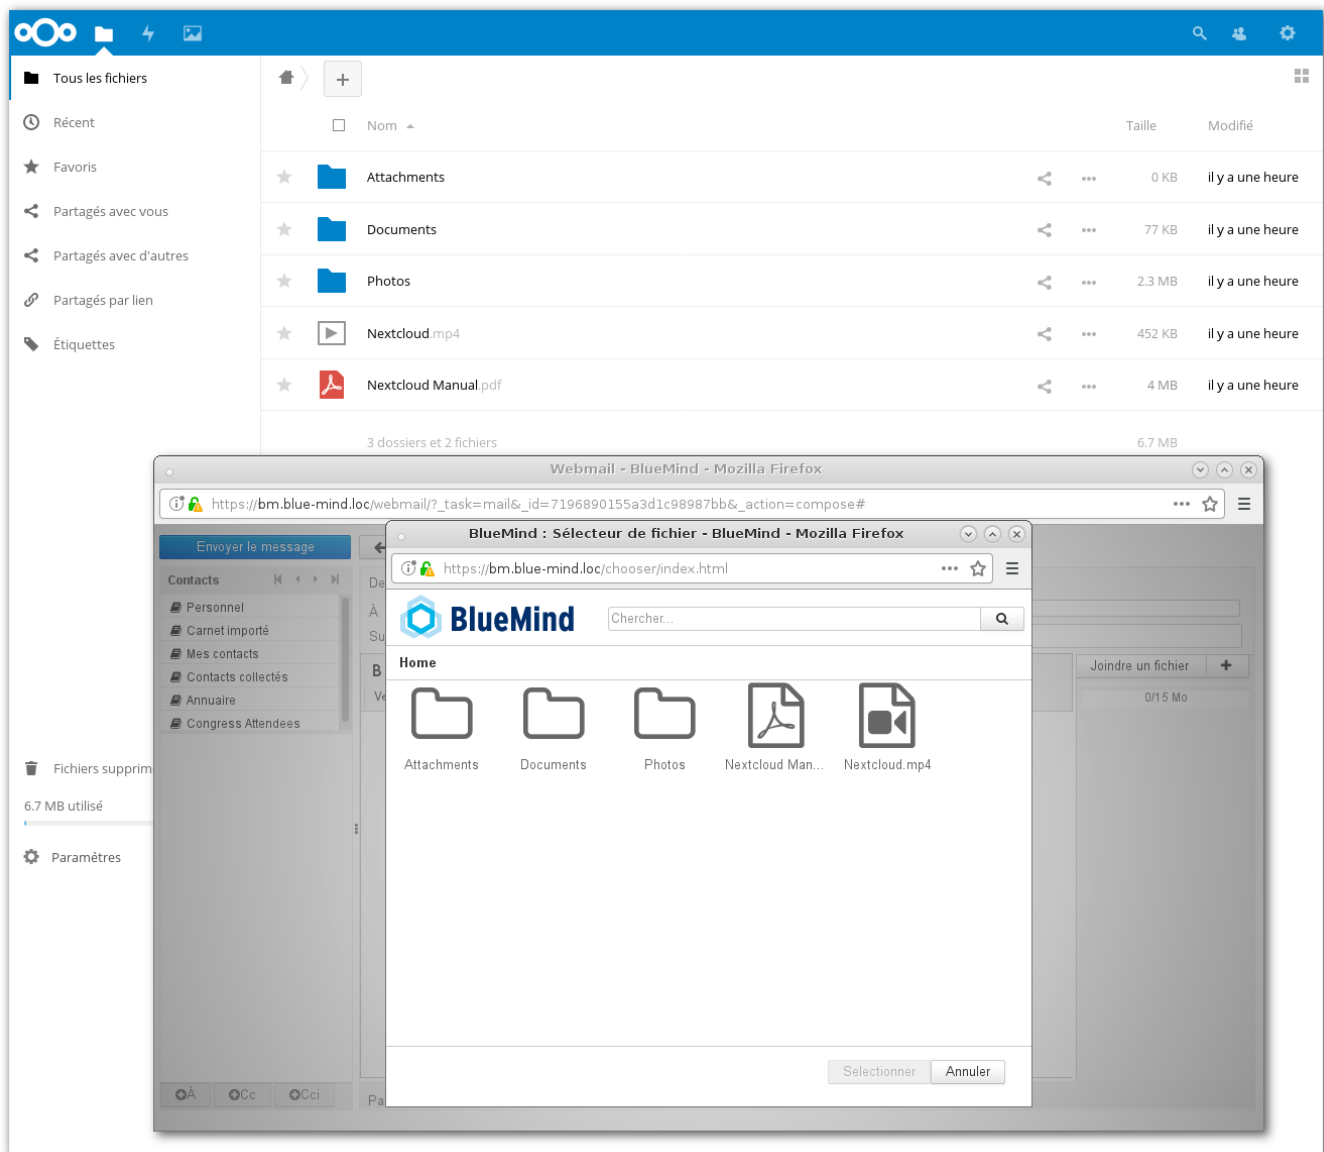 Tous les fichiers
Récent
Favoris
Partagés avec vous
Partagés avec d'autres
Partagés par lien
Étiquettes
Nom Taille Modifié
Attachments 0 KB il y a une heure
Documents 77 KB il y a une heure
Photos 2.3 MB il y a une heure
Nextcloud.mp4 452 KB il y a une heure
Nextcloud Manual.pdf 4 MB il y a une heure
3 dossiers et 2 fichiers 6.7 MB
Fichiers supprim
6.7 MB utilisé
Paramètres
Webmail - BlueMind - Mozilla Firefox
https://bm.blue-mind.loc/webmail/?_task=mail&_id=7196890155a3d1c98987bb&_action=compose#
Envoyer le message
Contacts
Personnel
Carnet importé
Mes contacts
Contacts collectés
Annuaire
Congress Attendees
À
Cc
Cci
De
À
Su
B
Ve
Pa
Joindre un fichier
0/15 Mo
BlueMind : Sélecteur de fichier - BlueMind - Mozilla Firefox
https://bm.blue-mind.loc/chooser/index.html
BlueMind
Chercher...
Home
Attachments Documents Photos Nextcloud Man... Nextcloud.mp4
Selectionner Annuler